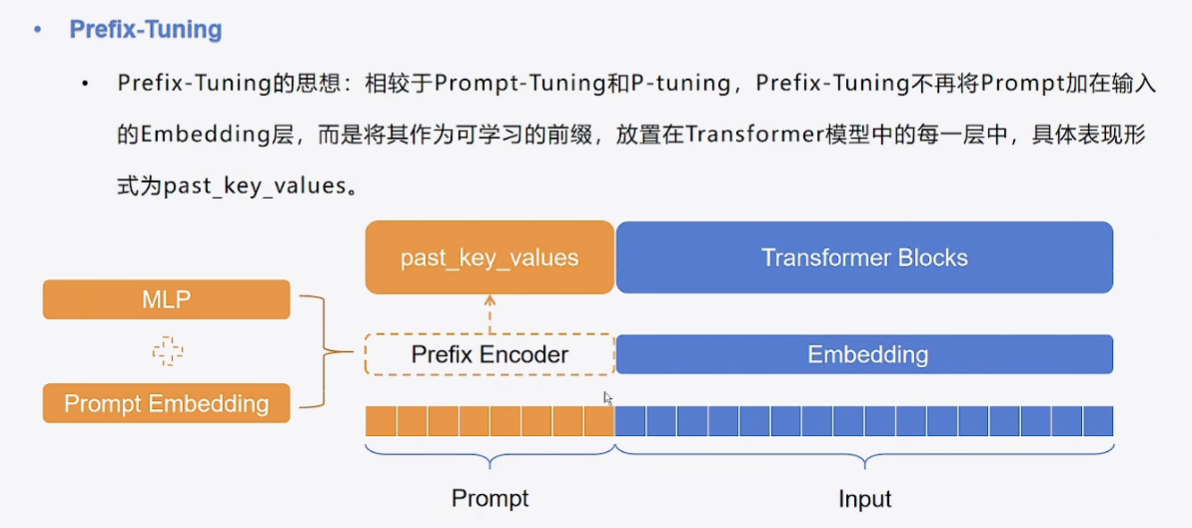 • Prefix-Tuning
• Prefix-Tuning的思想：相较于Prompt-Tuning和P-tuning，Prefix-Tuning不再将Prompt加在输入
的Embedding层，而是将其作为可学习的前缀，放置在Transformer模型中的每一层中，具体表现形
式为past_key_values。
past_key_values
Transformer Blocks
MLP
Prefix Encoder
Embedding
Prompt Embedding
Prompt
Input